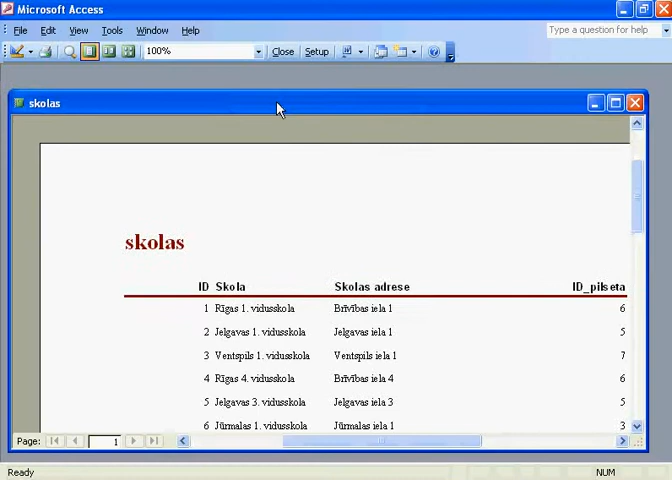 Microsoft Access
File Edit View Tools Window Help Type a question for help
100% Close Setup
skolas
skolas
ID Skola Skolas adrese ID_pilseta
1 Rīgas 1. vidusskola Brīvības iela 1 6
2 Jelgavas 1. vidusskola Jelgavas iela 1 5
3 Ventspils 1. vidusskola Ventspils iela 1 7
4 Rīgas 4. vidusskola Brīvības iela 4 6
5 Jelgavas 3. vidusskola Jelgavas iela 3 5
6 Jūrmalas 1. vidusskola Jūrmalas iela 1 3
Page: 1
Ready NUM